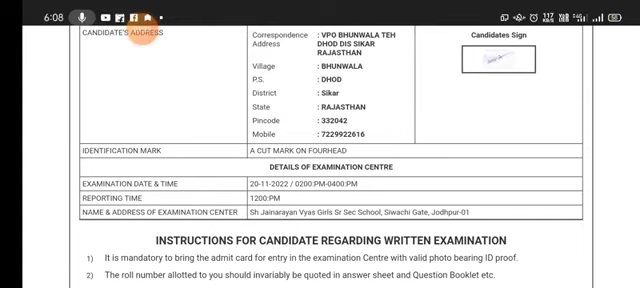 6:08
117
KB/S
4G
58
CANDIDATE'S ADDRESS
Correspondence Address : VPO BHUNWALA TEH DHOD DIS SIKAR RAJASTHAN
Village : BHUNWALA
P.S. : DHOD
District : Sikar
State : RAJASTHAN
Pincode : 332042
Mobile : 7229922616
Candidates Sign
IDENTIFICATION MARK A CUT MARK ON FOURHEAD
DETAILS OF EXAMINATION CENTRE
EXAMINATION DATE & TIME 20-11-2022 / 0200:PM-0400:PM
REPORTING TIME 1200:PM
NAME & ADDRESS OF EXAMINATION CENTER Sh Jainarayan Vyas Girls Sr Sec School, Siwachi Gate, Jodhpur-01
INSTRUCTIONS FOR CANDIDATE REGARDING WRITTEN EXAMINATION
1) It is mandatory to bring the admit card for entry in the examination Centre with valid photo bearing ID proof.
2) The roll number allotted to you should invariably be quoted in answer sheet and Question Booklet etc.